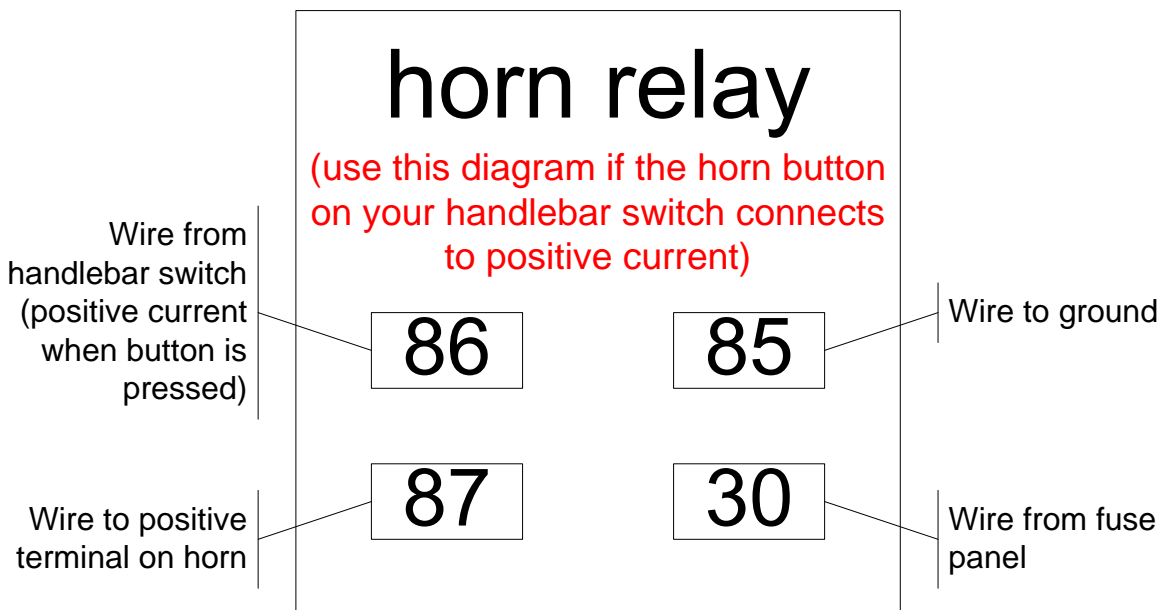 horn relay
(use this diagram if the horn button
on your handlebar switch connects
to positive current)
Wire from
handlebar switch
(positive current
when button is
pressed)
86
85
Wire to ground
Wire to positive
terminal on horn
87
30
Wire from fuse
panel